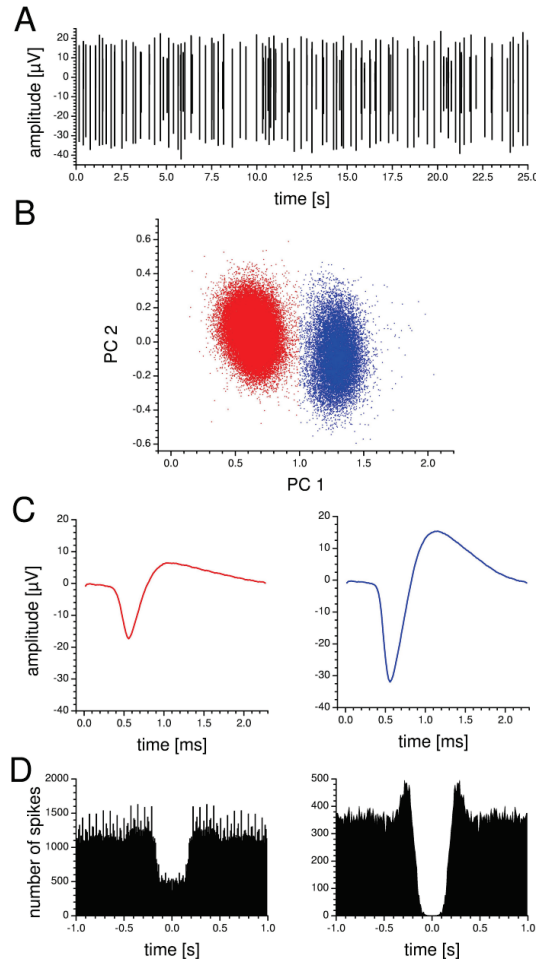 A
amplitude [µV]
20
10
0
-10
-20
-30
-40
0.0 2.5 5.0 7.5 10.0 12.5 15.0 17.5 20.0 22.5 25.0
time [s]
B
PC 2
0.6
0.4
0.2
0.0
-0.2
-0.4
-0.6
0.0 0.5 1.0 1.5 2.0
PC 1
C
amplitude [µV]
20
10
0
-10
-20
-30
-40
0.0 0.5 1.0 1.5 2.0
time [ms]
20
10
0
-10
-20
-30
-40
0.0 0.5 1.0 1.5 2.0
time [ms]
D
number of spikes
2000
1500
1000
500
0
-1.0 -0.5 0.0 0.5 1.0
time [s]
500
400
300
200
100
0
-1.0 -0.5 0.0 0.5 1.0
time [s]